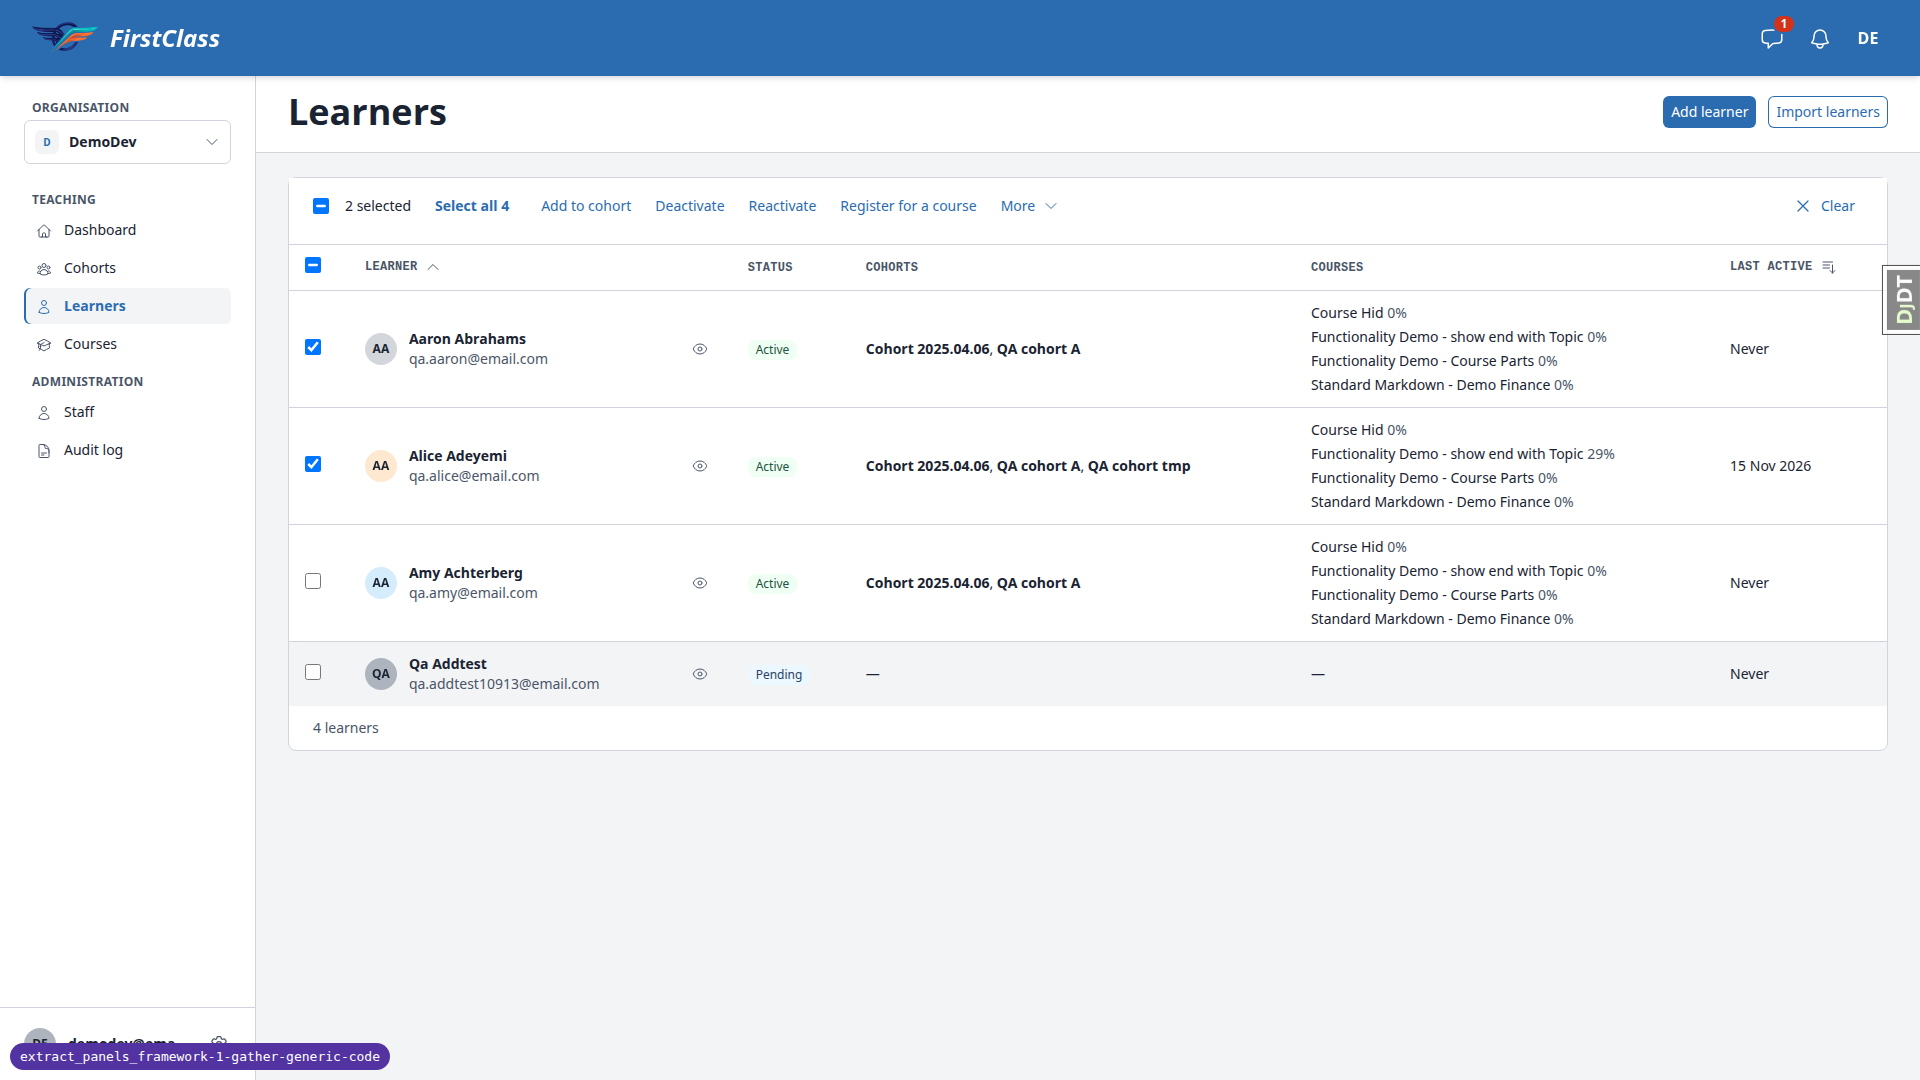 FirstClass
1
DE
ORGANISATION
D DemoDev
TEACHING
Dashboard
Cohorts
Learners
Courses
ADMINISTRATION
Staff
Audit log
extract_panels_framework-1-gather-generic-code
Learners
Add learner
Import learners
2 selected Select all 4 Add to cohort Deactivate Reactivate Register for a course More Clear
LEARNER STATUS COHORTS COURSES LAST ACTIVE
AA Aaron Abrahams
qa.aaron@email.com
Active
Cohort 2025.04.06, QA cohort A
Course Hid 0%
Functionality Demo - show end with Topic 0%
Functionality Demo - Course Parts 0%
Standard Markdown - Demo Finance 0%
Never
AA Alice Adeyemi
qa.alice@email.com
Active
Cohort 2025.04.06, QA cohort A, QA cohort tmp
Course Hid 0%
Functionality Demo - show end with Topic 29%
Functionality Demo - Course Parts 0%
Standard Markdown - Demo Finance 0%
15 Nov 2026
AA Amy Achterberg
qa.amy@email.com
Active
Cohort 2025.04.06, QA cohort A
Course Hid 0%
Functionality Demo - show end with Topic 0%
Functionality Demo - Course Parts 0%
Standard Markdown - Demo Finance 0%
Never
QA Qa Addtest
qa.addtest10913@email.com
Pending
—
—
Never
4 learners
DJDT